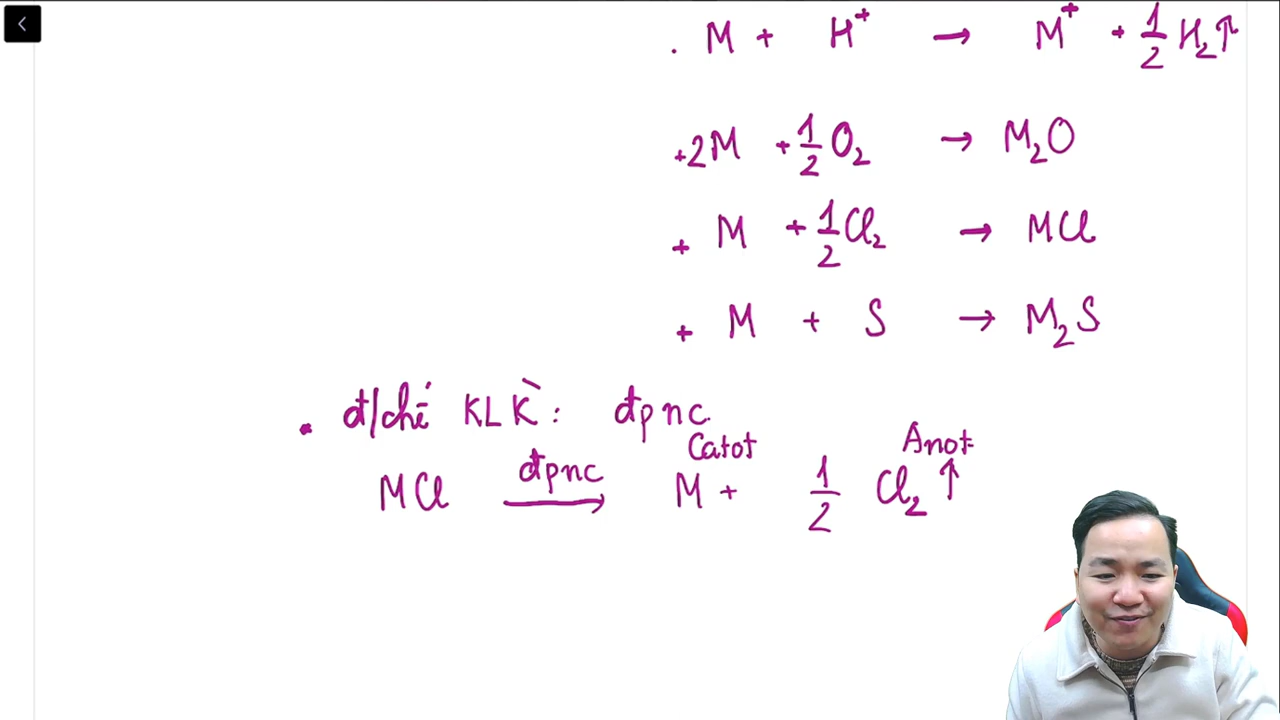 . M + H⁺ → M⁺ + 1/2 H₂↑
+2M + 1/2 O₂ → M₂O
+ M + 1/2 Cl₂ → MCl
+ M + S → M₂S
. đ/chế KLK: đpnc
Catot Anot
MCl đpnc → M + 1/2 Cl₂↑